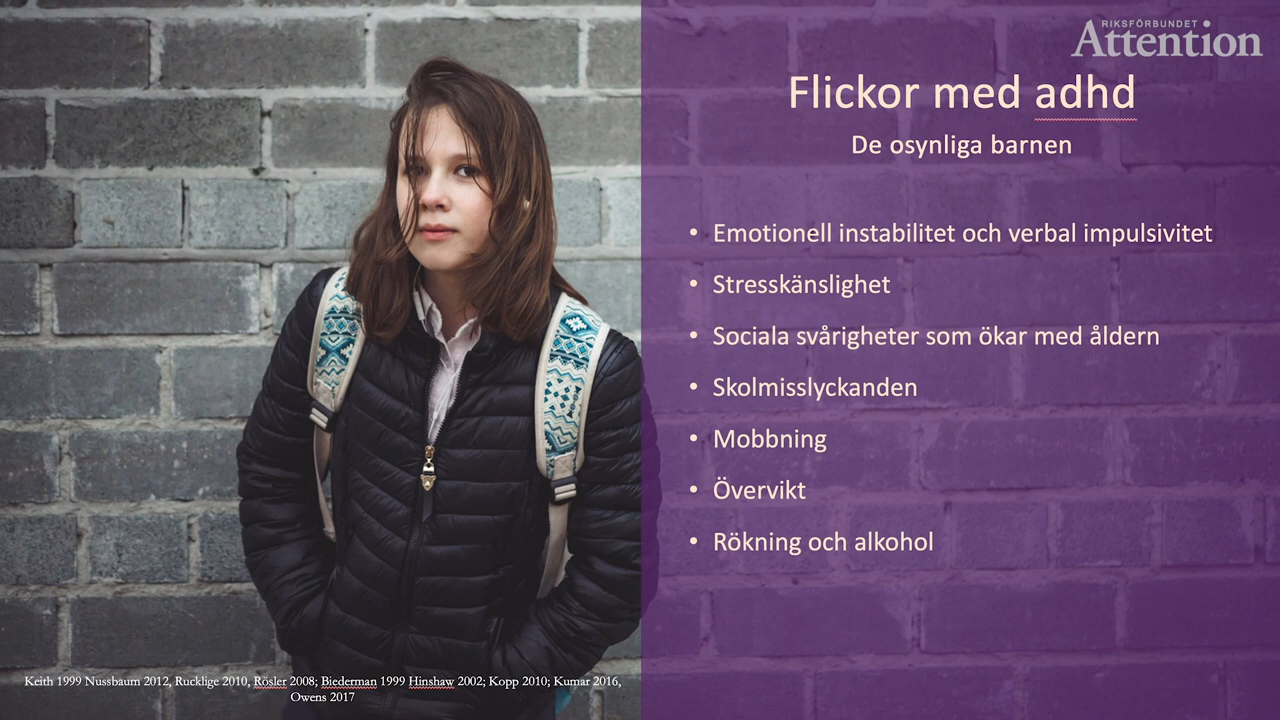 RIKSFÖRBUNDET
Attention
Flickor med adhd
De osynliga barnen
• Emotionell instabilitet och verbal impulsivitet
• Stresskänslighet
• Sociala svårigheter som ökar med åldern
• Skolmisslyckanden
• Mobbning
• Övervikt
• Rökning och alkohol
Keith 1999 Nussbaum 2012, Rucklige 2010, Rösler 2008; Biederman 1999 Hinshaw 2002; Kopp 2010; Kumar 2016,
Owens 2017